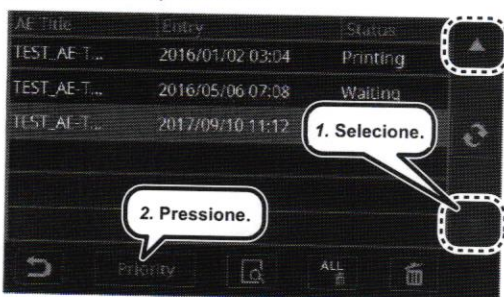 AE Title Entry Status
TEST_AE-T... 2016/01/02 03:04 Printing
TEST_AE-T... 2016/05/06 07:08 Waiting
TEST_AE-T... 2017/09/10 11:12
1. Selecione.
2. Pressione.
Priority ALL